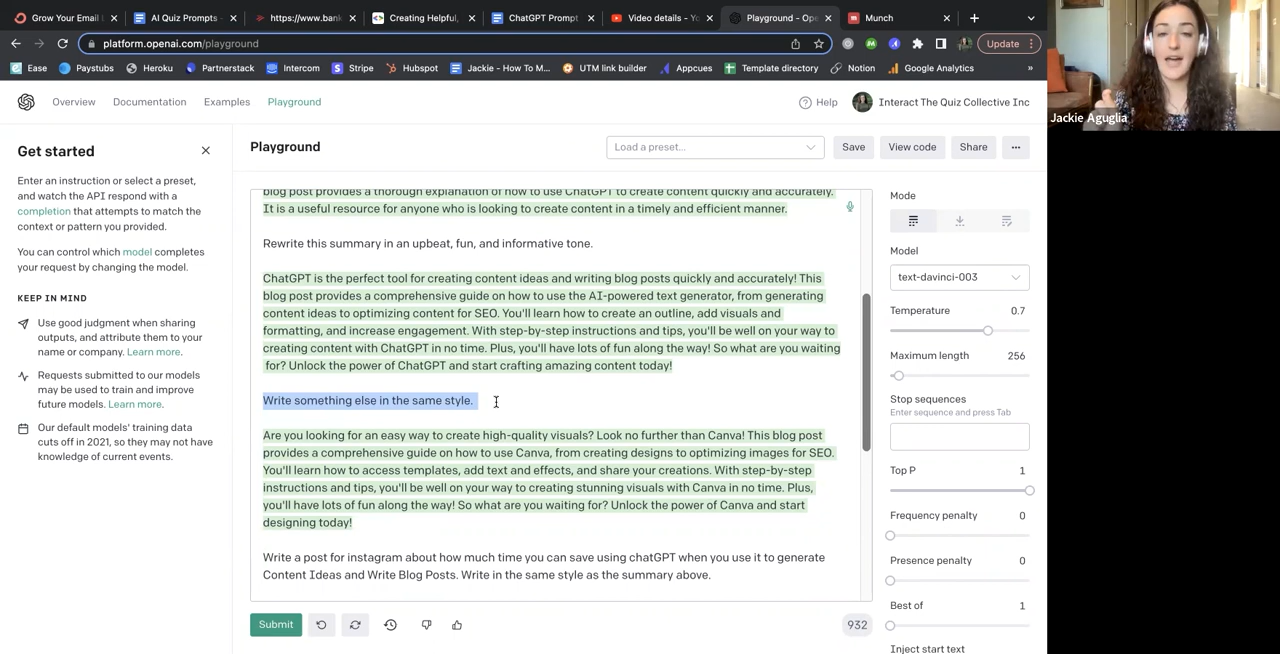 Grow Your Email L
AI Quiz Prompts -
https://www.bank
Creating Helpful,
ChatGPT Prompt
Video details - Yo
Playground - Ope
Munch
platform.openai.com/playground
Update
Ease
Paystubs
Heroku
Partnerstack
Intercom
Stripe
Hubspot
Jackie - How To M...
UTM link builder
Appcues
Template directory
Notion
Google Analytics
»
Overview
Documentation
Examples
Playground
Help
Interact The Quiz Collective Inc
Jackie Aguglia
Get started
Enter an instruction or select a preset,
and watch the API respond with a
completion that attempts to match the
context or pattern you provided.
You can control which model completes
your request by changing the model.
KEEP IN MIND
Use good judgment when sharing
outputs, and attribute them to your
name or company. Learn more.
Requests submitted to our models
may be used to train and improve
future models. Learn more.
Our default models' training data
cuts off in 2021, so they may not have
knowledge of current events.
Playground
Load a preset...
Save
View code
Share
...
blog post provides a thorough explanation of how to use ChatGPT to create content quickly and accurately.
It is a useful resource for anyone who is looking to create content in a timely and efficient manner.
Rewrite this summary in an upbeat, fun, and informative tone.
ChatGPT is the perfect tool for creating content ideas and writing blog posts quickly and accurately! This
blog post provides a comprehensive guide on how to use the AI-powered text generator, from generating
content ideas to optimizing content for SEO. You'll learn how to create an outline, add visuals and
formatting, and increase engagement. With step-by-step instructions and tips, you'll be well on your way to
creating content with ChatGPT in no time. Plus, you'll have lots of fun along the way! So what are you waiting
for? Unlock the power of ChatGPT and start crafting amazing content today!
Write something else in the same style.
Are you looking for an easy way to create high-quality visuals? Look no further than Canva! This blog post
provides a comprehensive guide on how to use Canva, from creating designs to optimizing images for SEO.
You'll learn how to access templates, add text and effects, and share your creations. With step-by-step
instructions and tips, you'll be well on your way to creating stunning visuals with Canva in no time. Plus,
you'll have lots of fun along the way! So what are you waiting for? Unlock the power of Canva and start
designing today!
Write a post for instagram about how much time you can save using chatGPT when you use it to generate
Content Ideas and Write Blog Posts. Write in the same style as the summary above.
Submit
932
Mode
Model
text-davinci-003
Temperature 0.7
Maximum length 256
Stop sequences
Enter sequence and press Tab
Top P 1
Frequency penalty 0
Presence penalty 0
Best of 1
Inject start text